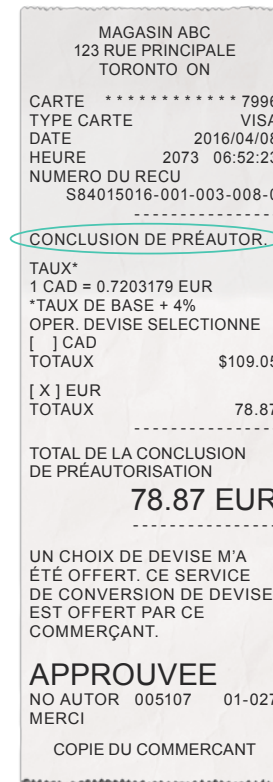 MAGASIN ABC
123 RUE PRINCIPALE
TORONTO ON
CARTE ************7996
TYPE CARTE VISA
DATE 2016/04/08
HEURE 2073 06:52:23
NUMERO DU RECU
S84015016-001-003-008-0
- - - - - - - - - - - - -
CONCLUSION DE PRÉAUTOR.
TAUX*
1 CAD = 0.7203179 EUR
*TAUX DE BASE + 4%
OPER. DEVISE SELECTIONNE
[ ] CAD
TOTAUX $109.05
[ X ] EUR
TOTAUX 78.87
- - - - - - - - - - - - -
TOTAL DE LA CONCLUSION
DE PRÉAUTORISATION
78.87 EUR
- - - - - - - - - - - - -
UN CHOIX DE DEVISE M’A
ÉTÉ OFFERT. CE SERVICE
DE CONVERSION DE DEVISE
EST OFFERT PAR CE
COMMERÇANT.
APPROUVEE
NO AUTOR 005107 01-027
MERCI
COPIE DU COMMERCANT